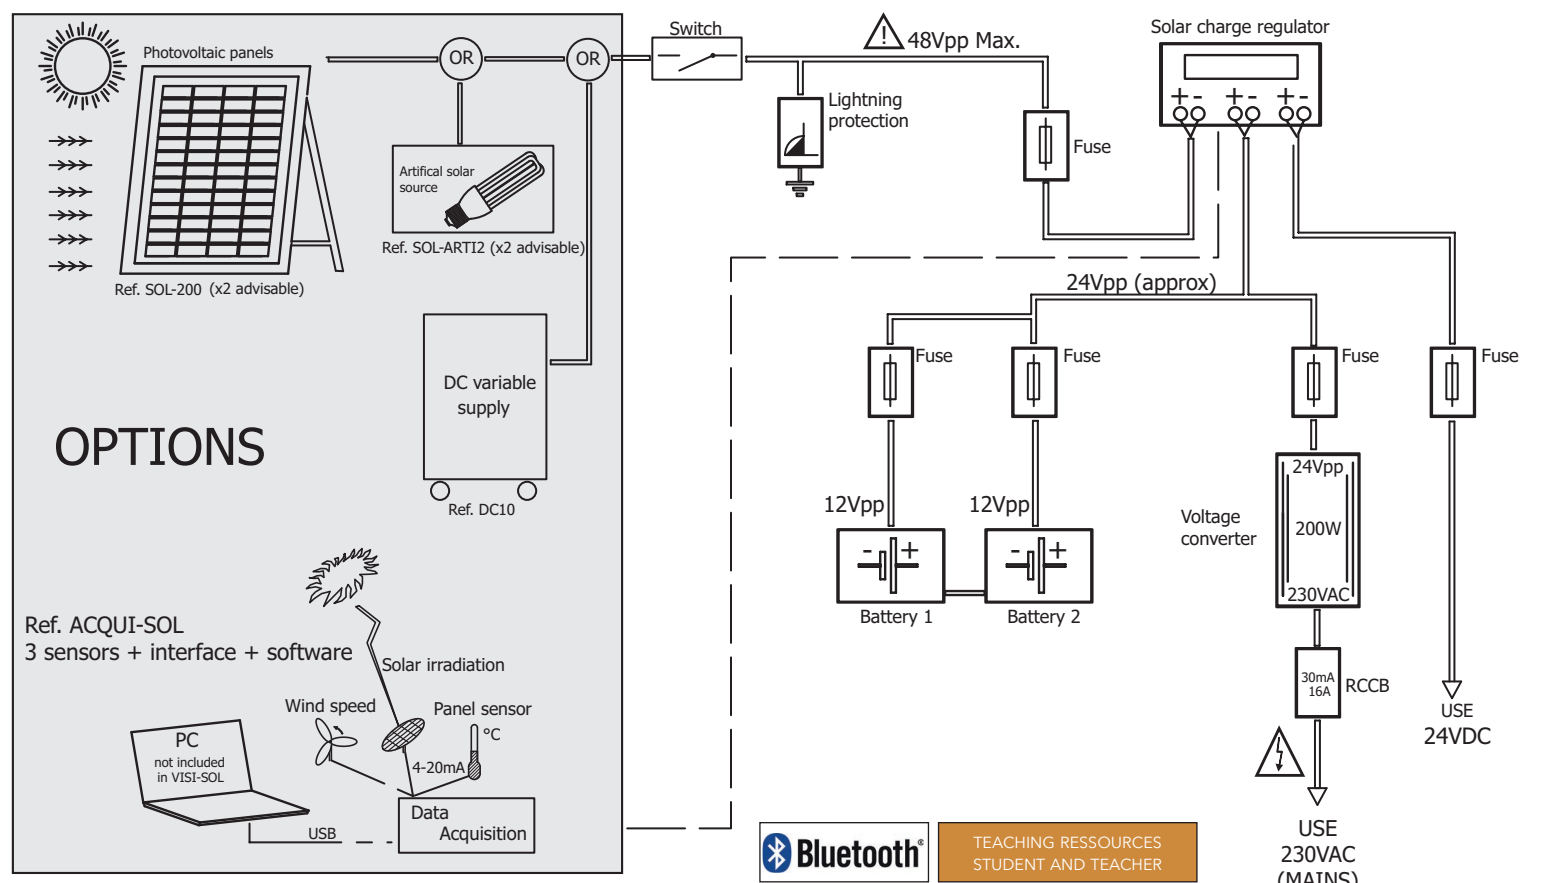 Photovoltaic panels
OR
OR
Switch
48Vpp Max.
Solar charge regulator
+ - + - + -
Lightning
protection
Fuse
Artifical solar
source
Ref. SOL-ARTI2 (x2 advisable)
Ref. SOL-200 (x2 advisable)
24Vpp (approx)
DC variable
supply
Ref. DC10
OPTIONS
Fuse
Fuse
Fuse
Fuse
12Vpp
12Vpp
- +
- +
Battery 1
Battery 2
24Vpp
200W
230VAC
Voltage
converter
30mA
16A
RCCB
USE
24VDC
USE
230VAC
(MAINS)
Ref. ACQUI-SOL
3 sensors + interface + software
Solar irradiation
Wind speed
Panel sensor
°C
4-20mA
PC
not included
in VISI-SOL
USB
Data
Acquisition
Bluetooth®
TEACHING RESSOURCES
STUDENT AND TEACHER